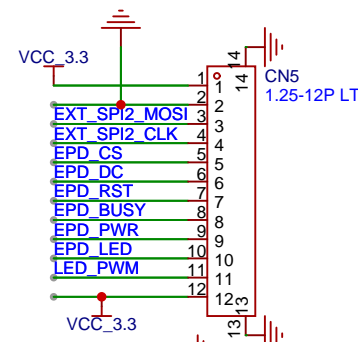 VCC_3.3
14
14
CN5
1.25-12P LT
1
1
2
2
EXT_SPI2_MOSI
3
3
EXT_SPI2_CLK
4
4
EPD_CS
5
5
EPD_DC
6
6
EPD_RST
7
7
EPD_BUSY
8
8
EPD_PWR
9
9
EPD_LED
10
10
LED_PWM
11
11
12
12
13
13
VCC_3.3